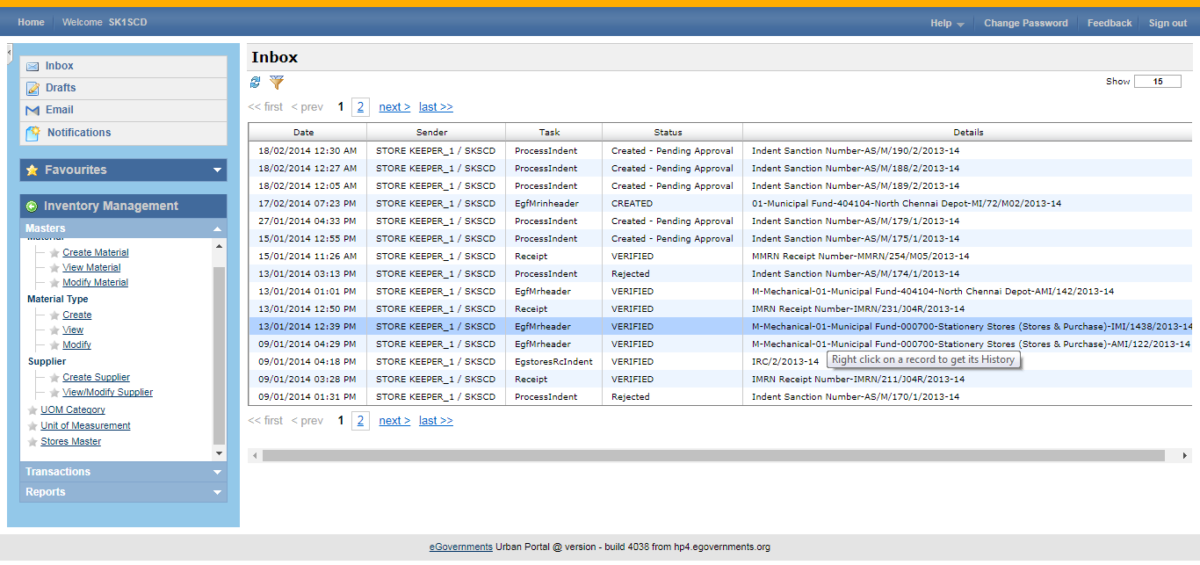 Home Welcome SK1SCD Help Change Password Feedback Sign out
Inbox
Drafts
Email
Notifications
Favourites
Inventory Management
Masters
Material
Create Material
View Material
Modify Material
Material Type
Create
View
Modify
Supplier
Create Supplier
View/Modify Supplier
UOM Category
Unit of Measurement
Stores Master
Transactions
Reports
Inbox
Show 15
<< first < prev 1 2 next > last >>
Date Sender Task Status Details
18/02/2014 12:30 AM STORE KEEPER_1 / SKSCD ProcessIndent Created - Pending Approval Indent Sanction Number-AS/M/190/2/2013-14
18/02/2014 12:27 AM STORE KEEPER_1 / SKSCD ProcessIndent Created - Pending Approval Indent Sanction Number-AS/M/188/2/2013-14
18/02/2014 12:05 AM STORE KEEPER_1 / SKSCD ProcessIndent Created - Pending Approval Indent Sanction Number-AS/M/189/2/2013-14
17/02/2014 07:23 PM STORE KEEPER_1 / SKSCD EgfMrinheader CREATED 01-Municipal Fund-404104-North Chennai Depot-MI/72/M02/2013-14
27/01/2014 04:33 PM STORE KEEPER_1 / SKSCD ProcessIndent Created - Pending Approval Indent Sanction Number-AS/M/179/1/2013-14
15/01/2014 12:55 PM STORE KEEPER_1 / SKSCD ProcessIndent Created - Pending Approval Indent Sanction Number-AS/M/175/1/2013-14
15/01/2014 11:26 AM STORE KEEPER_1 / SKSCD Receipt VERIFIED MMRN Receipt Number-MMRN/254/M05/2013-14
13/01/2014 03:13 PM STORE KEEPER_1 / SKSCD ProcessIndent Rejected Indent Sanction Number-AS/M/174/1/2013-14
13/01/2014 01:01 PM STORE KEEPER_1 / SKSCD EgfMrheader VERIFIED M-Mechanical-01-Municipal Fund-404104-North Chennai Depot-AMI/142/2013-14
13/01/2014 12:50 PM STORE KEEPER_1 / SKSCD Receipt VERIFIED IMRN Receipt Number-IMRN/231/J04R/2013-14
13/01/2014 12:39 PM STORE KEEPER_1 / SKSCD EgfMrheader VERIFIED M-Mechanical-01-Municipal Fund-000700-Stationery Stores (Stores & Purchase)-IMI/1438/2013-14
09/01/2014 04:29 PM STORE KEEPER_1 / SKSCD EgfMrheader VERIFIED M-Mechanical-01-Municipal Fund-000700-Stationery Stores (Stores & Purchase)-AMI/122/2013-14
09/01/2014 04:18 PM STORE KEEPER_1 / SKSCD EgstoresRcIndent VERIFIED IRC/2/2013-14 Right click on a record to get its History
09/01/2014 03:28 PM STORE KEEPER_1 / SKSCD Receipt VERIFIED IMRN Receipt Number-IMRN/211/J04R/2013-14
09/01/2014 01:31 PM STORE KEEPER_1 / SKSCD ProcessIndent Rejected Indent Sanction Number-AS/M/170/1/2013-14
<< first < prev 1 2 next > last >>
eGovernments Urban Portal @ version - build 4038 from hp4.egovernments.org